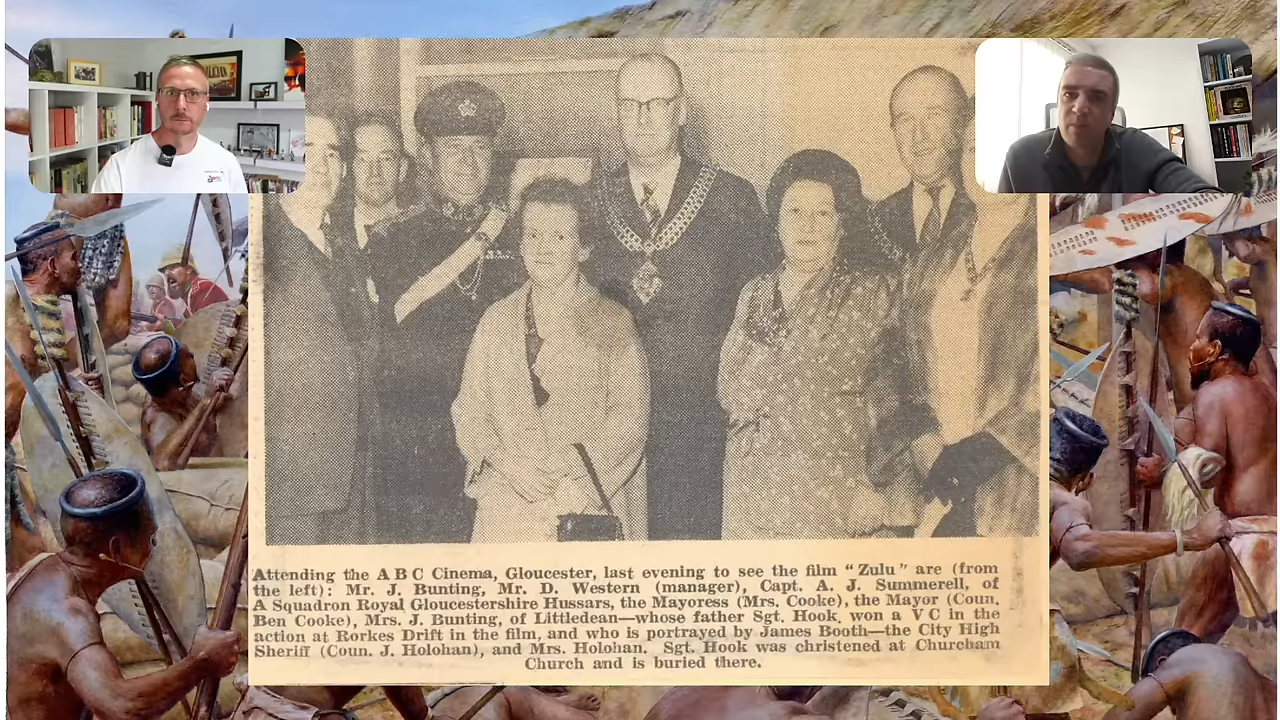 Attending the A B C Cinema, Gloucester, last evening to see the film "Zulu" are (from
the left): Mr. J. Bunting, Mr. D. Western (manager), Capt. A. J. Summerell, of
A Squadron Royal Gloucestershire Hussars, the Mayoress (Mrs. Cooke), the Mayor (Coun.
Ben Cooke), Mrs. J. Bunting, of Littledean—whose father Sgt. Hook, won a V C in the
action at Rorkes Drift in the film, and who is portrayed by James Booth—the City High
Sheriff (Coun. J. Holohan), and Mrs. Holohan. Sgt. Hook was christened at Churcham
Church and is buried there.